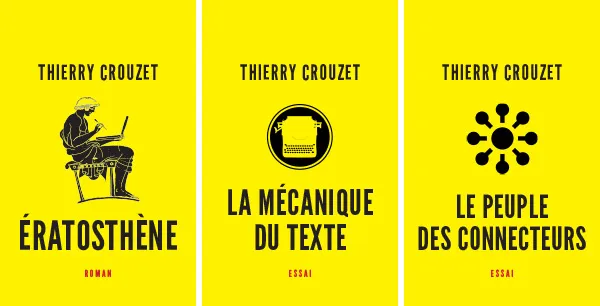 THIERRY CROUZET
ÉRATOSTHÈNE
ROMAN
THIERRY CROUZET
LA MÉCANIQUE
DU TEXTE
ESSAI
THIERRY CROUZET
LE PEUPLE
DES CONNECTEURS
ESSAI